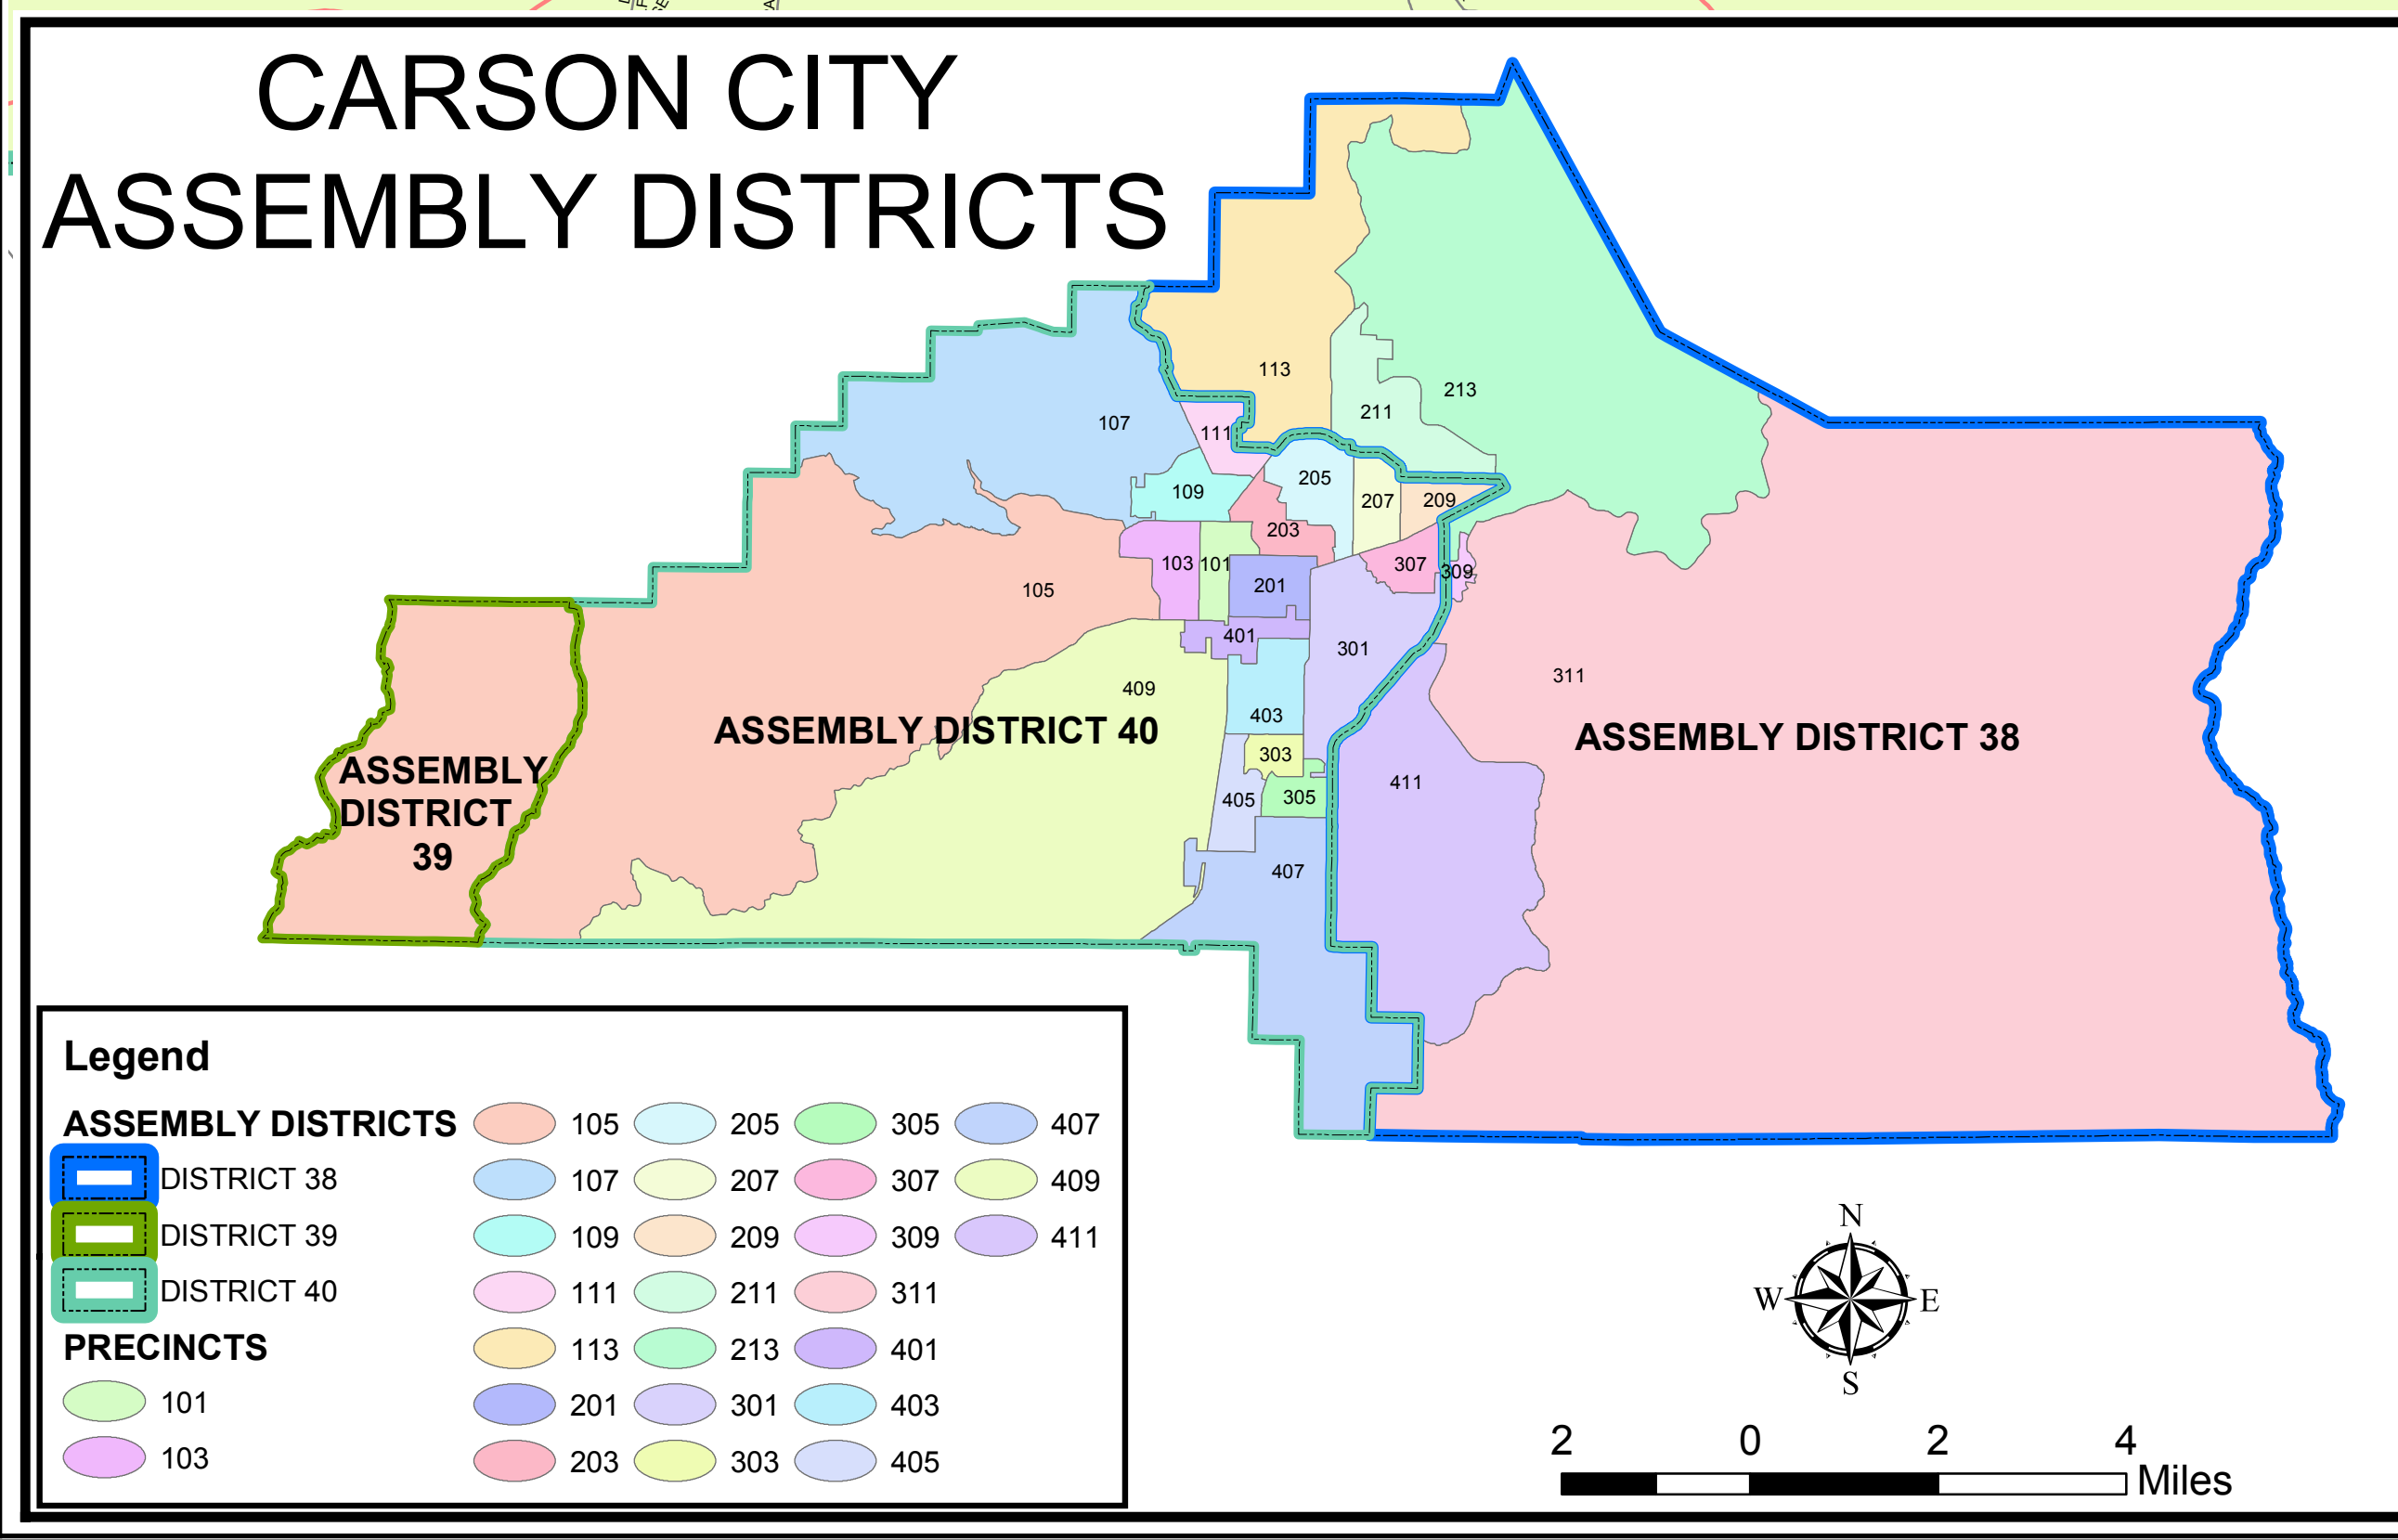 CARSON CITY
ASSEMBLY DISTRICTS
113
213
211
107
111
205
109
207
209
203
103
101
307
309
201
105
401
301
311
409
403
ASSEMBLY DISTRICT 40
ASSEMBLY DISTRICT 38
303
ASSEMBLY
DISTRICT
39
411
405
305
407
Legend
ASSEMBLY DISTRICTS
DISTRICT 38
DISTRICT 39
DISTRICT 40
PRECINCTS
101
103
105
107
109
111
113
201
203
205
207
209
211
213
301
303
305
307
309
311
401
403
405
407
409
411
N
W
E
S
2 0 2 4
Miles